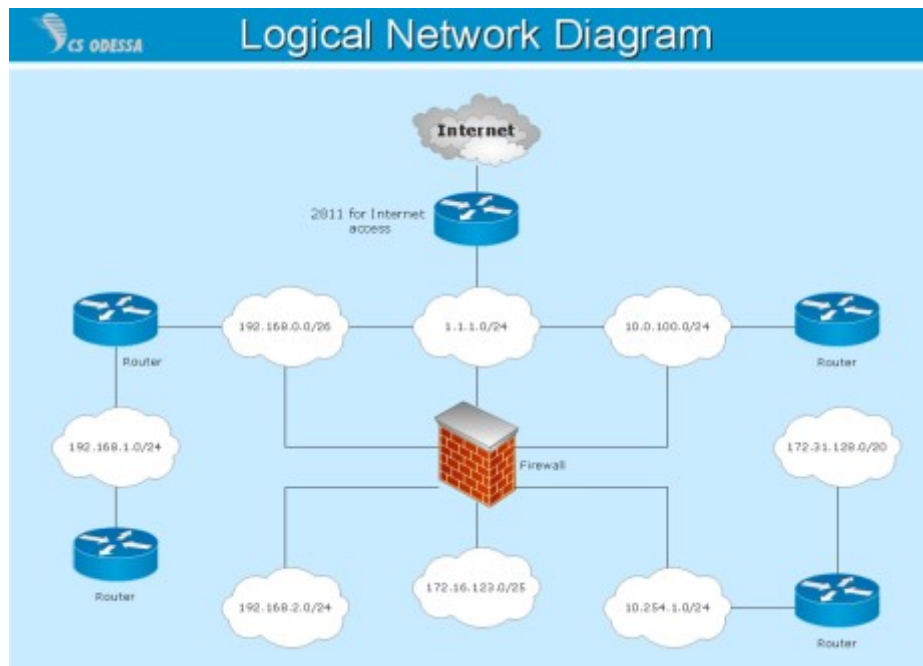 CS ODESSA
Logical Network Diagram
Internet
2811 for Internet
access
192.168.0.0/26
1.1.1.0/24
10.0.100.0/24
Router
Router
192.168.1.0/24
Firewall
172.31.128.0/20
Router
192.168.2.0/24
172.16.123.0/25
10.254.1.0/24
Router